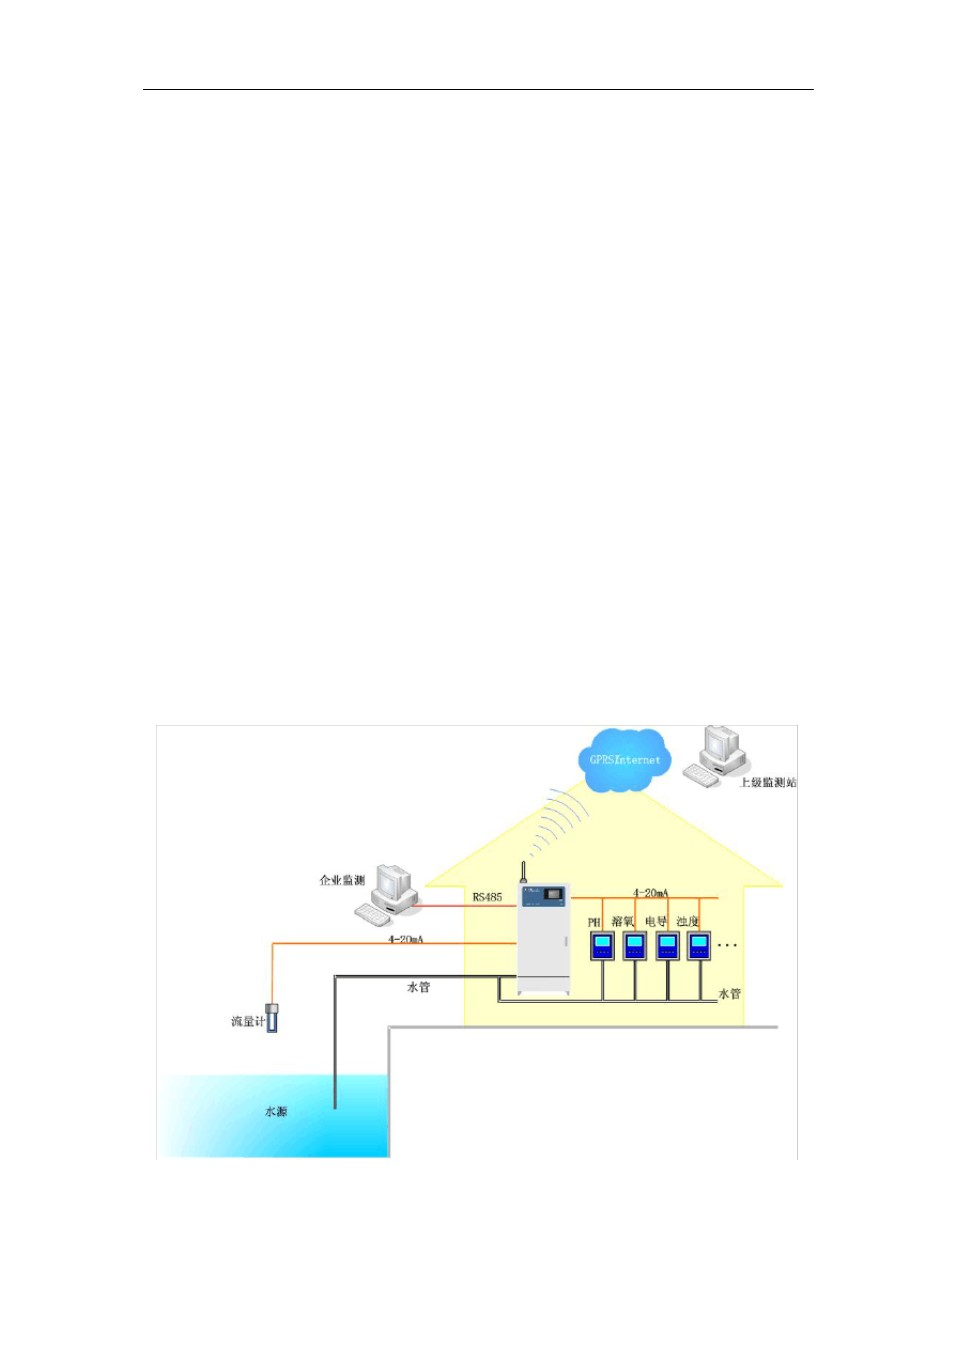 GPRSInternet
上级监测站
企业监测
RS485
4-20mA
PH 溶氧 电导 浊度
4-20mA
水管
水管
流量计
水源